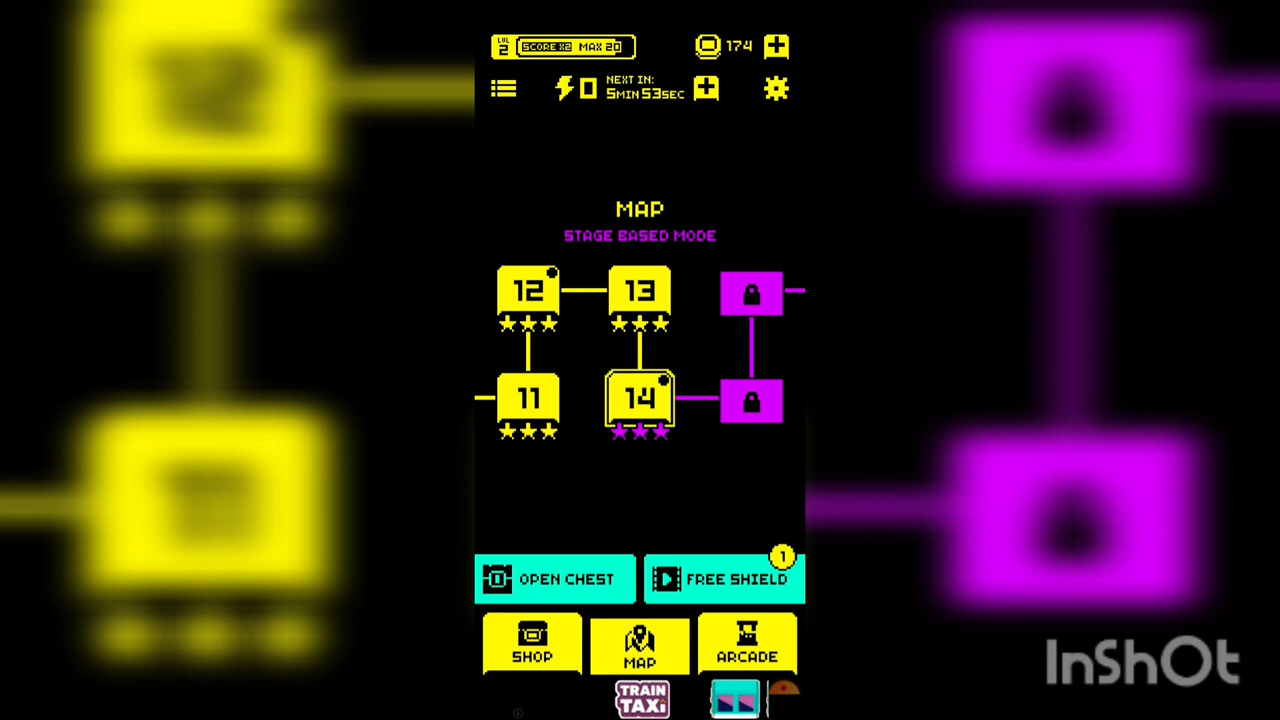 LVL 2 SCORE X2 MAX 20
174
0 NEXT IN:
5MIN 53SEC
MAP
STAGE BASED MODE
12 13
11 14
1
OPEN CHEST FREE SHIELD
SHOP MAP ARCADE
TRAIN
TAXI
InShOt